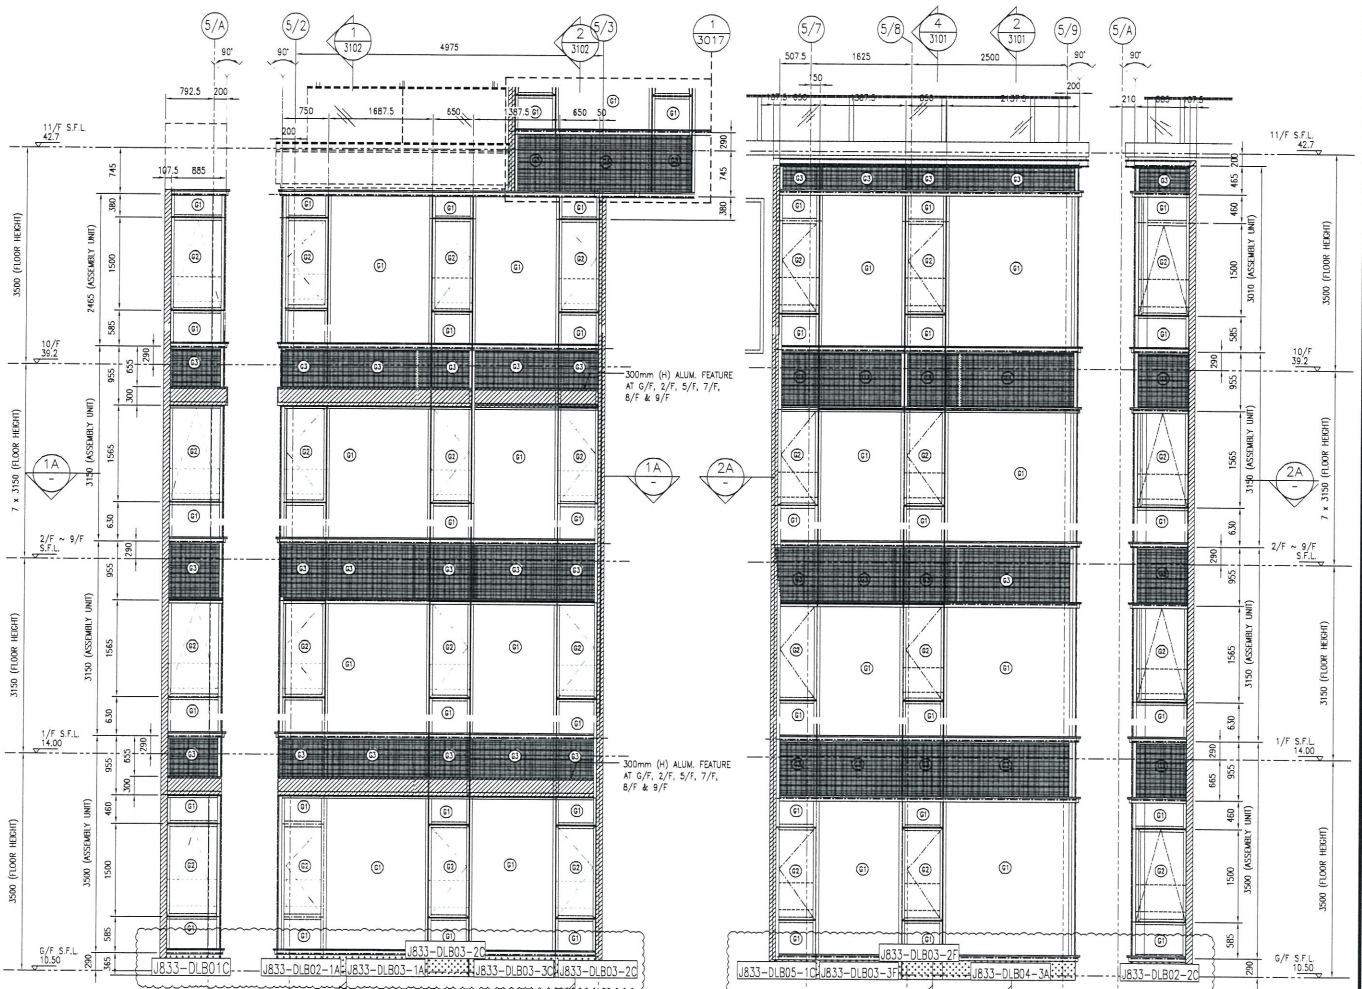 5/A
5/2
1
3102
2
3102
5/3
1
3017
5/7
5/8
4
3101
2
3101
5/9
5/A
90°
90°
4975
507.5
1625
2500
90°
90°
792.5
200
750
1687.5
650
1387.5
650
50
150
200
210
200
11/F S.F.L.
42.7
11/F S.F.L.
42.7
107.5
885
745
380
290
745
380
200
465
460
G1
G2
G3
3500 (FLOOR HEIGHT)
2465 (ASSEMBLY UNIT)
1500
585
1500
3010 (ASSEMBLY UNIT)
585
3500 (FLOOR HEIGHT)
10/F
39.2
10/F
39.2
955
655
290
300
300mm (H) ALUM. FEATURE
AT G/F, 2/F, 5/F, 7/F,
8/F & 9/F
290
955
1A
-
1A
-
2A
-
2A
-
7 x 3150 (FLOOR HEIGHT)
3150 (ASSEMBLY UNIT)
1565
630
1565
3150 (ASSEMBLY UNIT)
630
7 x 3150 (FLOOR HEIGHT)
2/F ~ 9/F
S.F.L.
2/F ~ 9/F
S.F.L.
290
955
290
955
3150 (FLOOR HEIGHT)
3150 (ASSEMBLY UNIT)
1565
630
1565
3150 (ASSEMBLY UNIT)
630
3150 (FLOOR HEIGHT)
1/F S.F.L.
14.00
1/F S.F.L.
14.00
955
655
290
300
300mm (H) ALUM. FEATURE
AT G/F, 2/F, 5/F, 7/F,
8/F & 9/F
290
665
955
3500 (FLOOR HEIGHT)
3500 (ASSEMBLY UNIT)
460
1500
585
460
1500
585
3500 (ASSEMBLY UNIT)
3500 (FLOOR HEIGHT)
G/F S.F.L.
10.50
G/F S.F.L.
10.50
290
365
290
J833-DLB03-2C
J833-DLB03-2F
J833-DLB01C
J833-DLB02-1A
J833-DLB03-1A
J833-DLB03-3C
J833-DLB03-2C
J833-DLB05-1C
J833-DLB03-3F
J833-DLB04-3A
J833-DLB02-2C